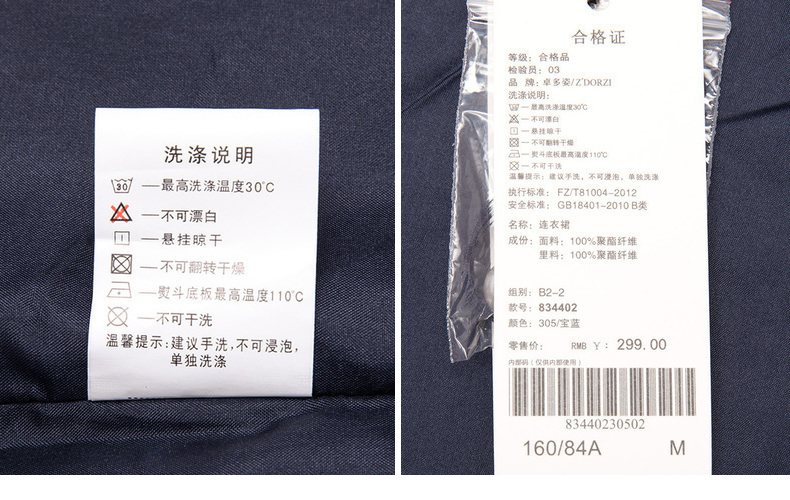 洗涤说明
30
—最高洗涤温度30℃
—不可漂白
—悬挂晾干
—不可翻转干燥
—熨斗底板最高温度110℃
—不可干洗
温馨提示:建议手洗,不可浸泡,
单独洗涤
合格证
等级：合格品
检验员：03
品 牌：卓多姿/Z'DORZI
洗涤说明：
—最高洗涤温度30℃
—不可漂白
—悬挂晾干
—不可翻转干燥
—熨斗底板最高温度110℃
—不可干洗
温馨提示：建议手洗，不可浸泡，单独洗涤
执行标准：FZ/T81004-2012
安全标准：GB18401-2010 B类
名称：连衣裙
成份：面料：100%聚酯纤维
里料：100%聚酯纤维
组别：B2-2
款号：834402
颜色：305/宝蓝
零售价： RMB ￥：299.00
内部码（仅供内部使用）
83440230502
160/84A M